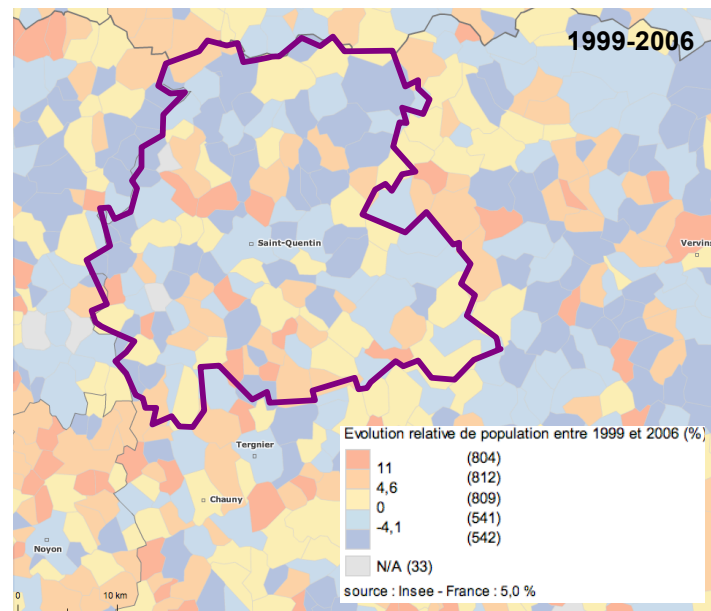 1999-2006
Saint-Quentin
Vervins
Tergnier
Chauny
Noyon
0 10 km
Evolution relative de population entre 1999 et 2006 (%)
(804)
11
(812)
4,6
(809)
0
(541)
-4,1
(542)
N/A (33)
source : Insee - France : 5,0 %